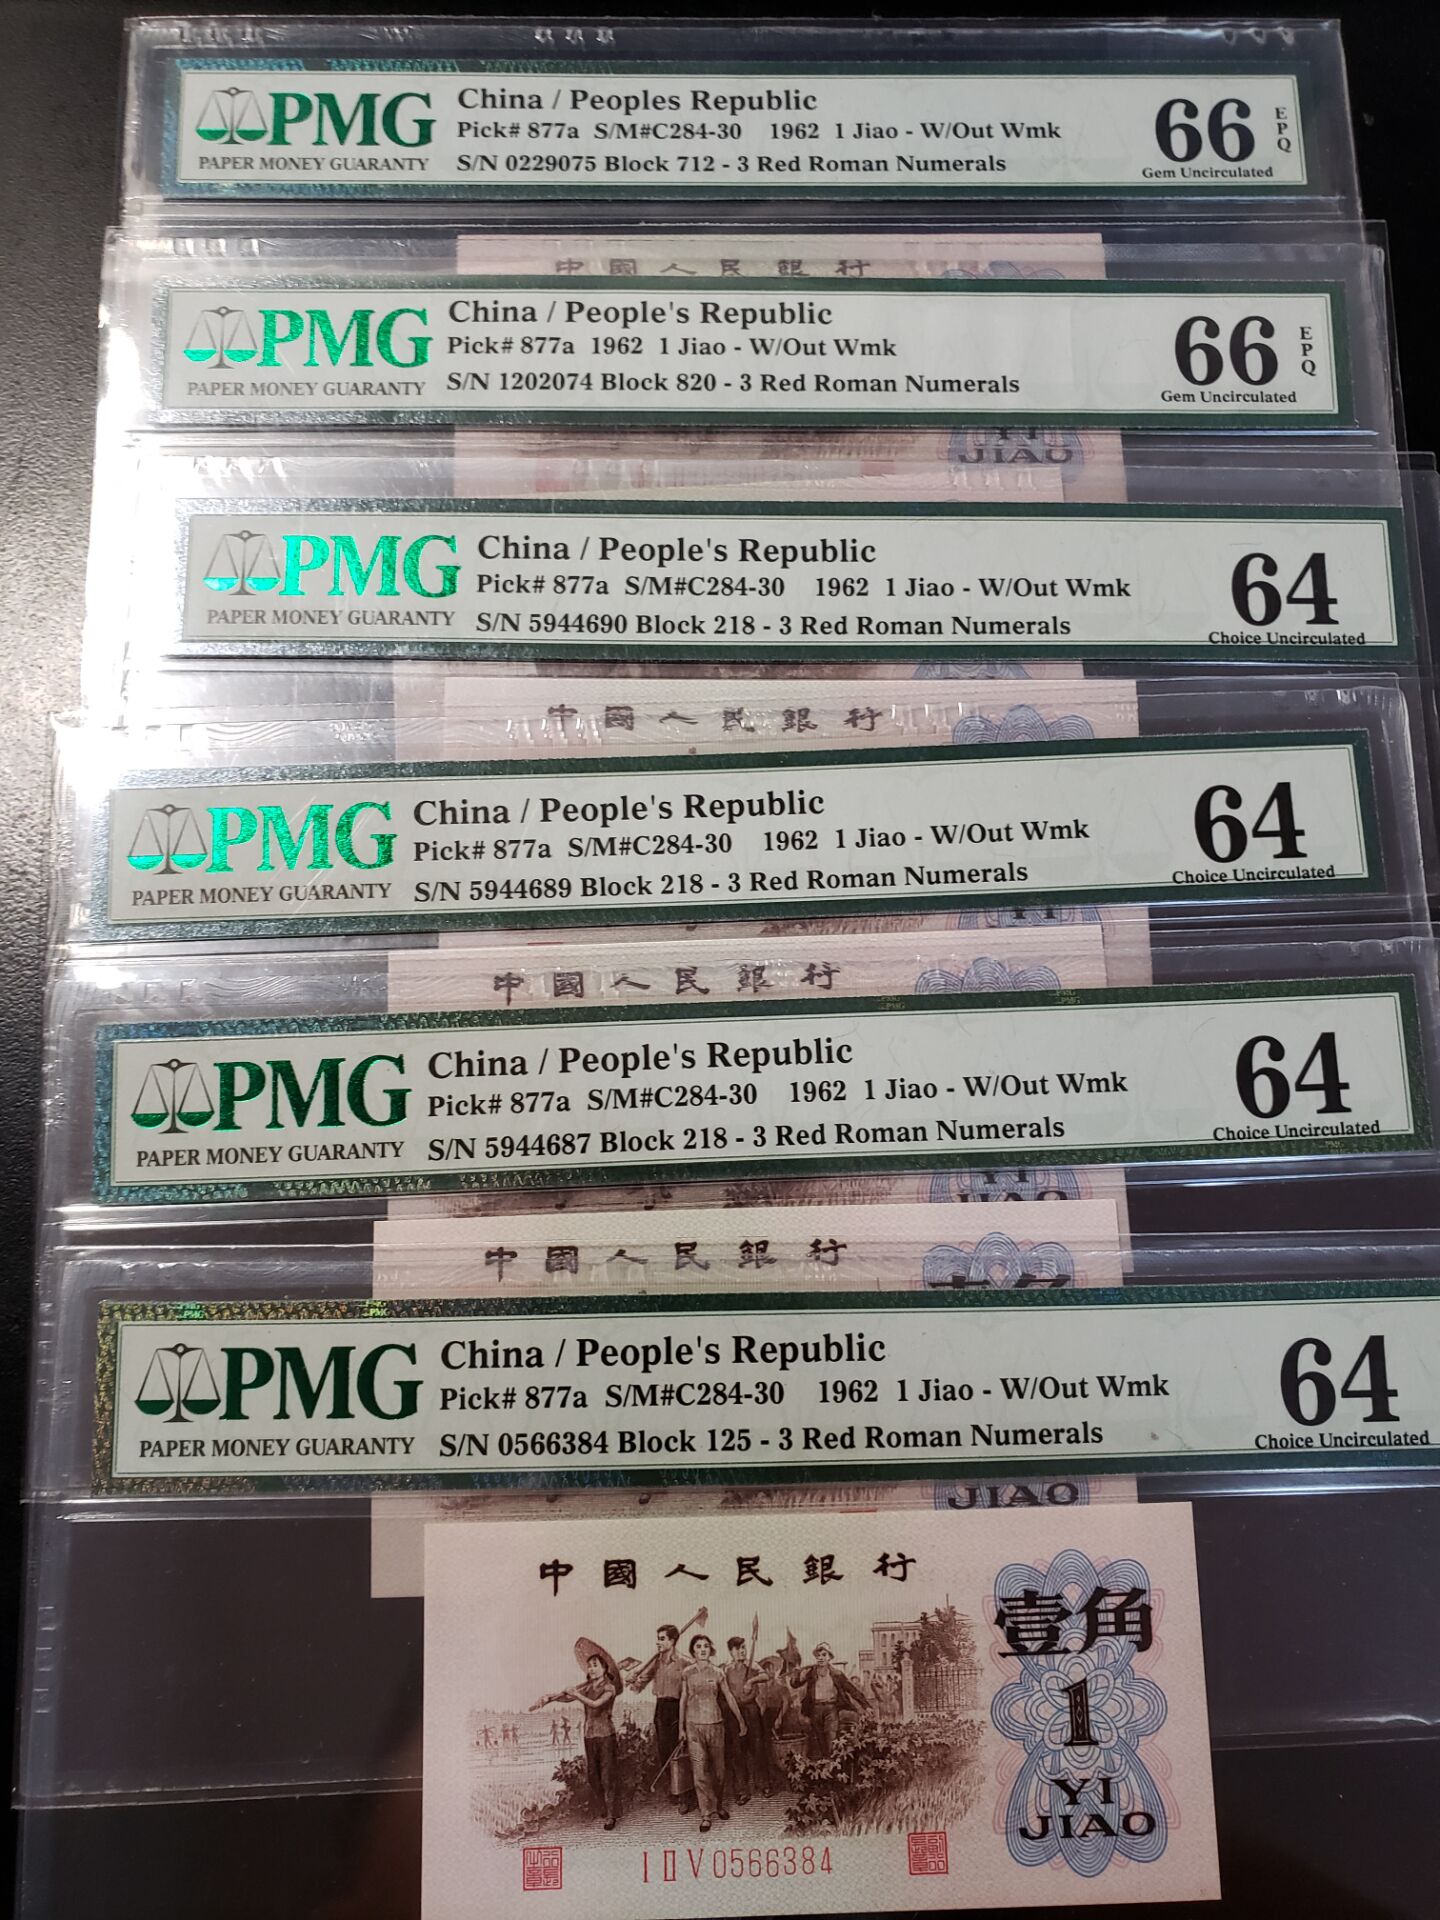 PMG
PAPER MONEY GUARANTY
China / Peoples Republic
Pick# 877a S/M#C284-30 1962 1 Jiao - W/Out Wmk
S/N 0229075 Block 712 - 3 Red Roman Numerals
66 EPQ
Gem Uncirculated
中國人民銀行
PMG
PAPER MONEY GUARANTY
China / People's Republic
Pick# 877a 1962 1 Jiao - W/Out Wmk
S/N 1202074 Block 820 - 3 Red Roman Numerals
66 EPQ
Gem Uncirculated
YI
JIAO
PMG
PAPER MONEY GUARANTY
China / People's Republic
Pick# 877a S/M#C284-30 1962 1 Jiao - W/Out Wmk
S/N 5944690 Block 218 - 3 Red Roman Numerals
64
Choice Uncirculated
中國人民銀行
PMG
PAPER MONEY GUARANTY
China / People's Republic
Pick# 877a S/M#C284-30 1962 1 Jiao - W/Out Wmk
S/N 5944689 Block 218 - 3 Red Roman Numerals
64
Choice Uncirculated
YI
中國人民銀行
PMG
PAPER MONEY GUARANTY
China / People's Republic
Pick# 877a S/M#C284-30 1962 1 Jiao - W/Out Wmk
S/N 5944687 Block 218 - 3 Red Roman Numerals
64
Choice Uncirculated
YI
JIAO
中國人民銀行
壹角
PMG
PAPER MONEY GUARANTY
China / People's Republic
Pick# 877a S/M#C284-30 1962 1 Jiao - W/Out Wmk
S/N 0566384 Block 125 - 3 Red Roman Numerals
64
Choice Uncirculated
JIAO
中國人民銀行
壹角
1
YI
JIAO
I II V 0566384